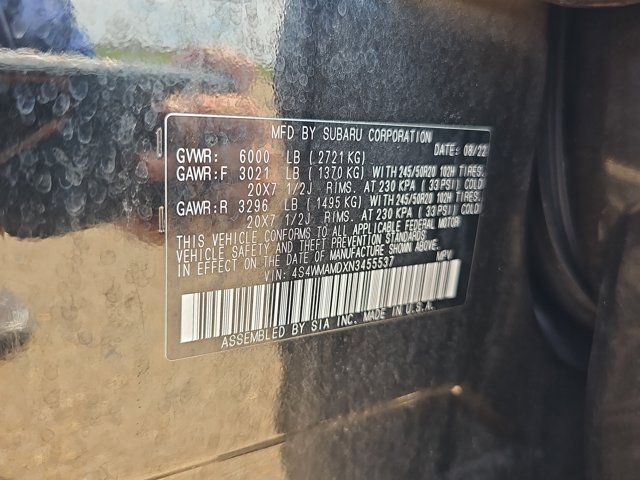 MFD BY SUBARU CORPORATION
DATE: 08/22
GVWR: 6000 LB ( 2721 KG)
GAWR:F 3021 LB ( 1370 KG) WITH 245/50R20 102H TIRES,
20X7 1/2J RIMS, AT 230 KPA ( 33 PSI) COLD
GAWR:R 3296 LB ( 1495 KG) WITH 245/50R20 102H TIRES,
20X7 1/2J RIMS, AT 230 KPA ( 33 PSI) COLD
THIS VEHICLE CONFORMS TO ALL APPLICABLE FEDERAL MOTOR
VEHICLE SAFETY AND THEFT PREVENTION STANDARDS
IN EFFECT ON THE DATE OF MANUFACTURE SHOWN ABOVE.
VIN: 4S4WMAMDXN3455537 MPV
ASSEMBLED BY SIA INC. MADE IN U.S.A.